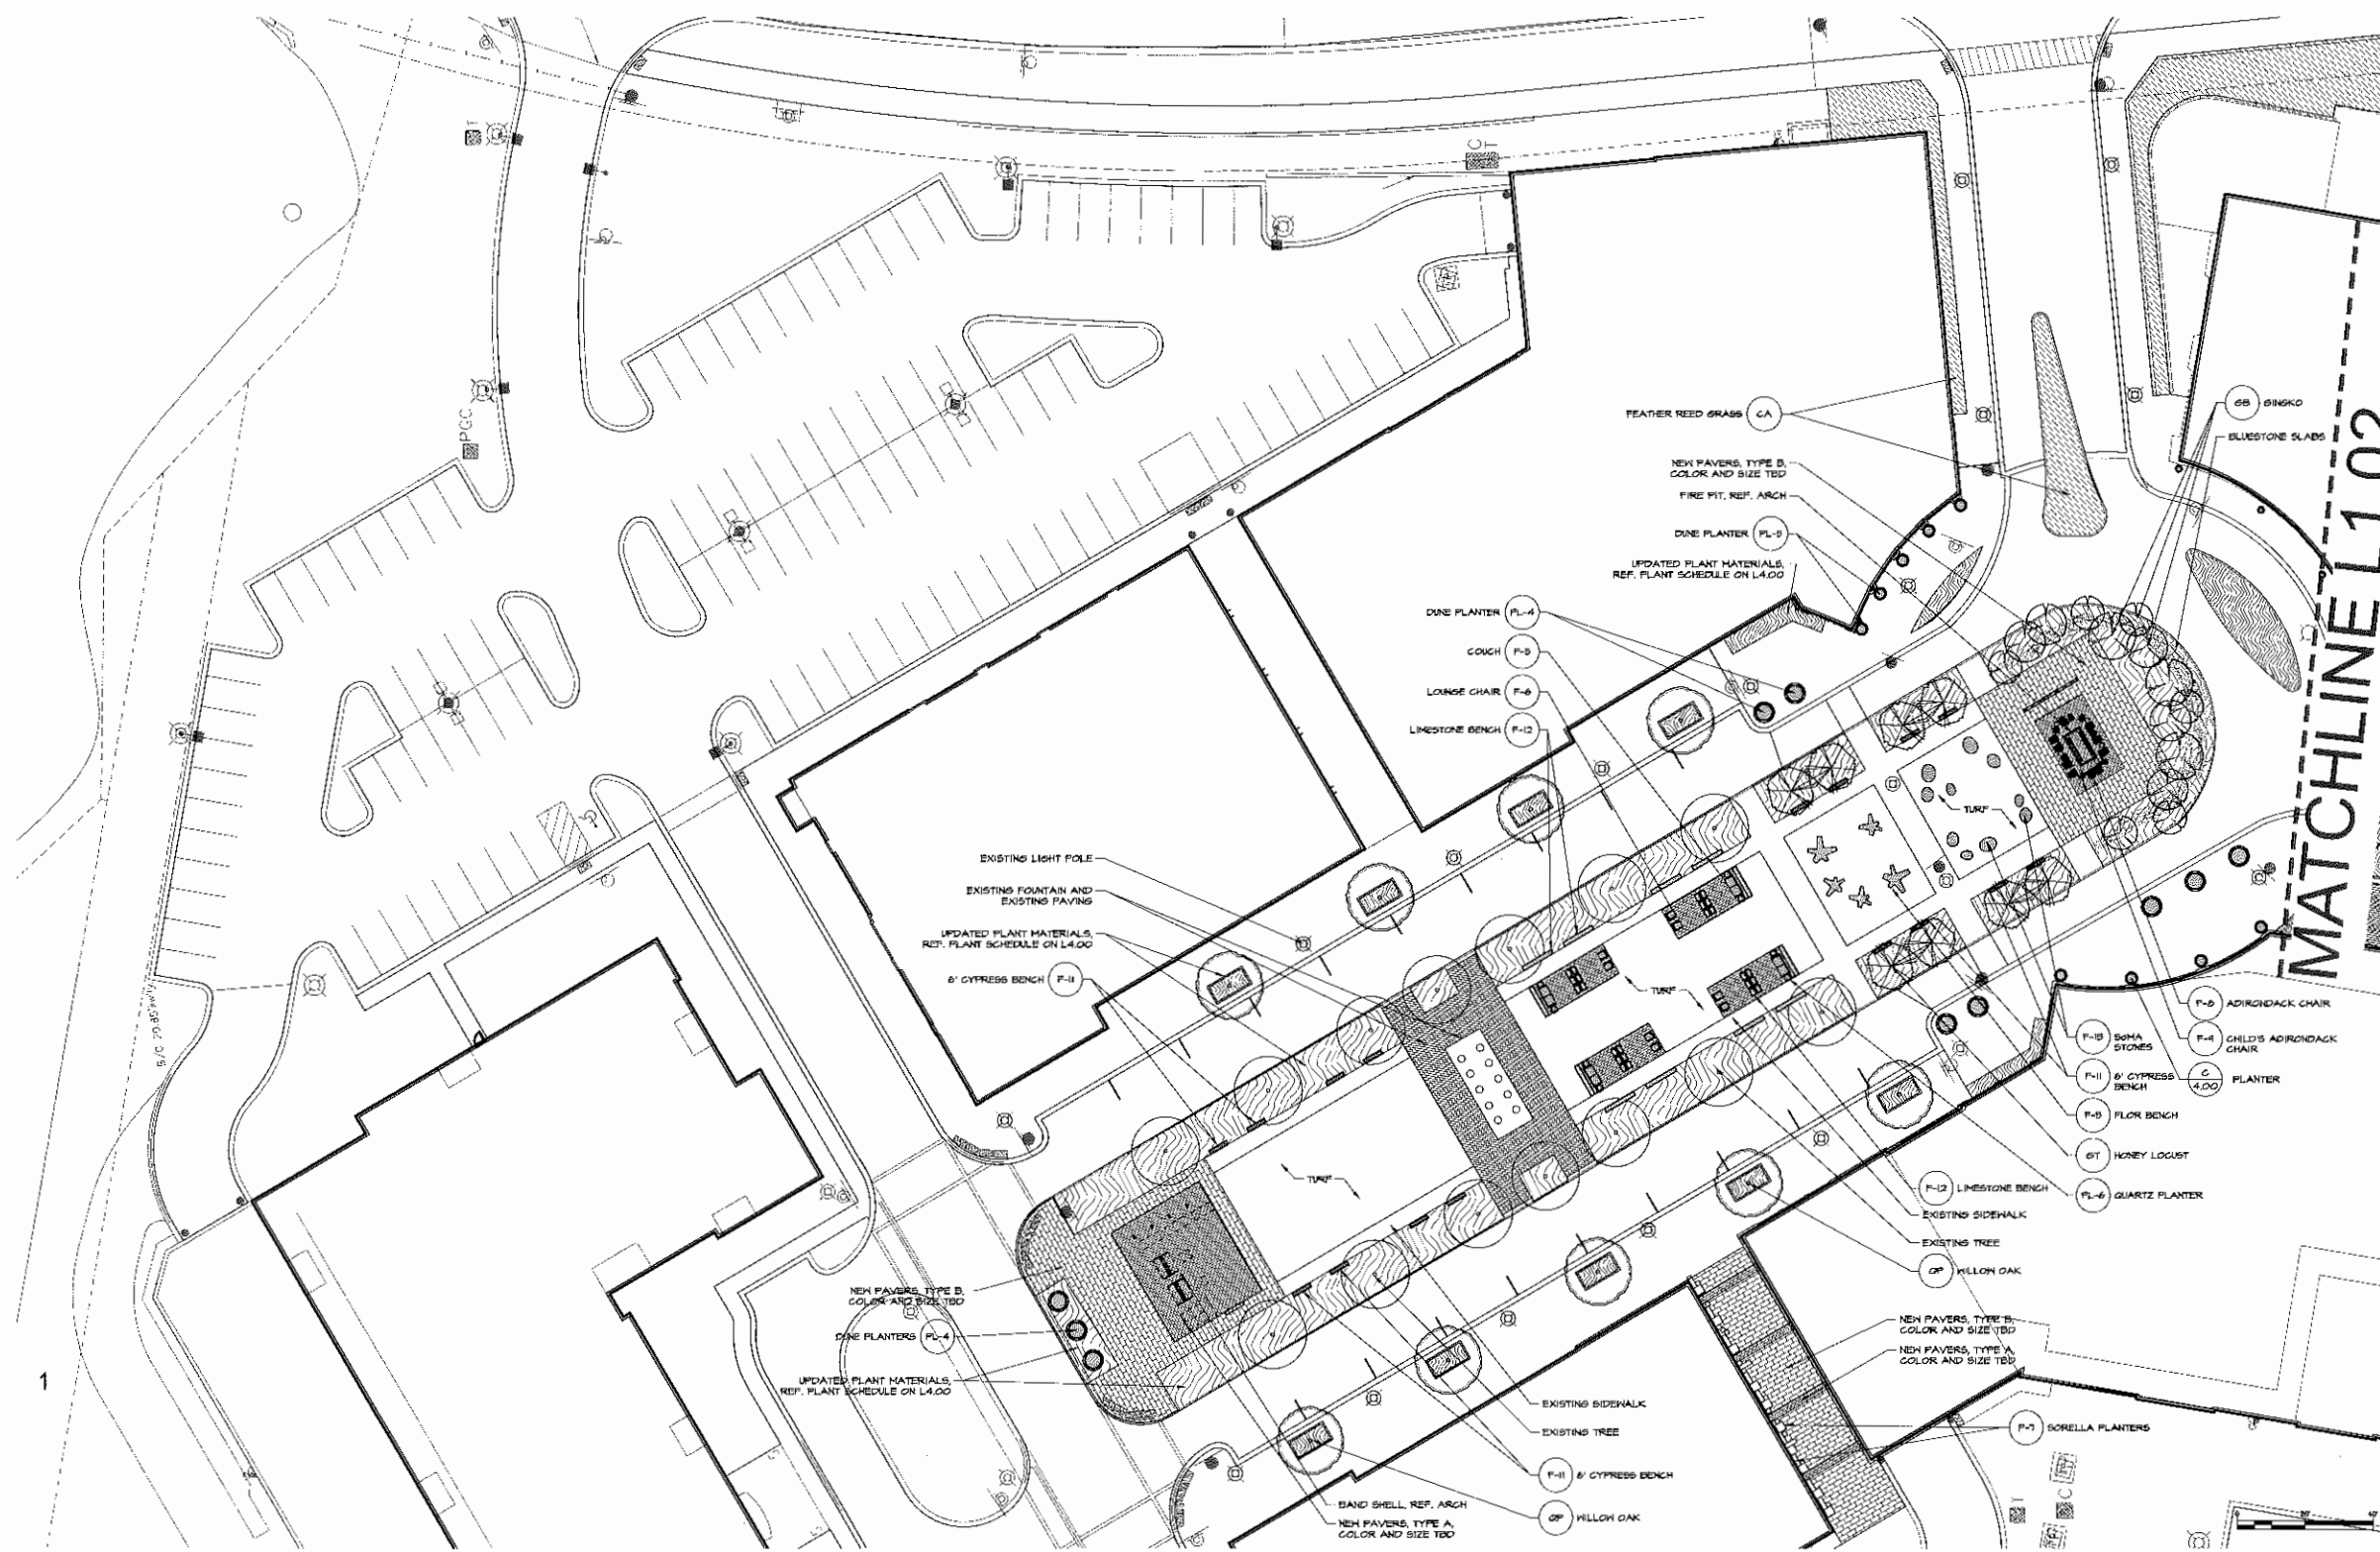 T
C
T
PGC
FEATHER REED GRASS CA
GB GINGKO
BLUESTONE SLABS
NEW PAVERS, TYPE B,
COLOR AND SIZE TBD
FIRE PIT, REF. ARCH
DUNE PLANTER PL-5
UPDATED PLANT MATERIALS,
REF. PLANT SCHEDULE ON L4.00
DUNE PLANTER PL-4
COUCH F-5
LOUNGE CHAIR F-6
LIMESTONE BENCH F-12
MATCHLINE L1.02
TURF
EXISTING LIGHT POLE
EXISTING FOUNTAIN AND
EXISTING PAVING
UPDATED PLANT MATERIALS,
REF. PLANT SCHEDULE ON L4.00
6' CYPRESS BENCH F-11
TURF
TURF
F-8 ADIRONDACK CHAIR
F-15 SOMA
STONES
F-9 CHILD'S ADIRONDACK
CHAIR
F-11 6' CYPRESS
BENCH
C
4.00 PLANTER
FLOR BENCH
GT HONEY LOCUST
F-12 LIMESTONE BENCH
PL-6 QUARTZ PLANTER
EXISTING SIDEWALK
EXISTING TREE
QP WILLOW OAK
NEW PAVERS, TYPE B,
COLOR AND SIZE TBD
DUNE PLANTERS PL-4
UPDATED PLANT MATERIALS,
REF. PLANT SCHEDULE ON L4.00
NEW PAVERS, TYPE B,
COLOR AND SIZE TBD
NEW PAVERS, TYPE A,
COLOR AND SIZE TBD
F-7 SORELLA PLANTERS
EXISTING SIDEWALK
EXISTING TREE
F-11 6' CYPRESS BENCH
BAND SHELL, REF. ARCH
NEW PAVERS, TYPE A,
COLOR AND SIZE TBD
QP WILLOW OAK
1
T
C